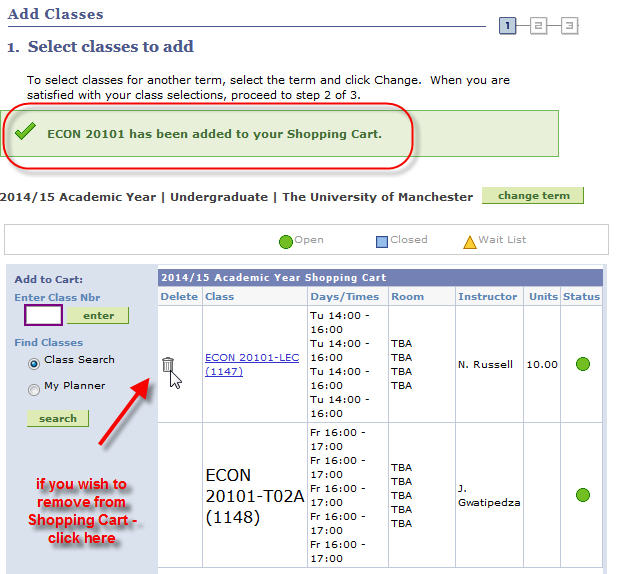 Add Classes
1 2 3
1. Select classes to add
To select classes for another term, select the term and click Change. When you are
satisfied with your class selections, proceed to step 2 of 3.
ECON 20101 has been added to your Shopping Cart.
2014/15 Academic Year | Undergraduate | The University of Manchester
change term
Open
Closed
Wait List
Add to Cart:
Enter Class Nbr
enter
Find Classes
Class Search
My Planner
search
if you wish to
remove from
Shopping Cart -
click here
2014/15 Academic Year Shopping Cart
Delete Class Days/Times Room Instructor Units Status
ECON 20101-LEC
(1147)
Tu 14:00 -
16:00
Tu 14:00 -
16:00
Tu 14:00 -
16:00
Tu 14:00 -
16:00
TBA
TBA
TBA
TBA
N. Russell
10.00
ECON
20101-T02A
(1148)
Fr 16:00 -
17:00
Fr 16:00 -
17:00
Fr 16:00 -
17:00
Fr 16:00 -
17:00
Fr 16:00 -
17:00
TBA
TBA
TBA
TBA
TBA
J.
Gwatipedza